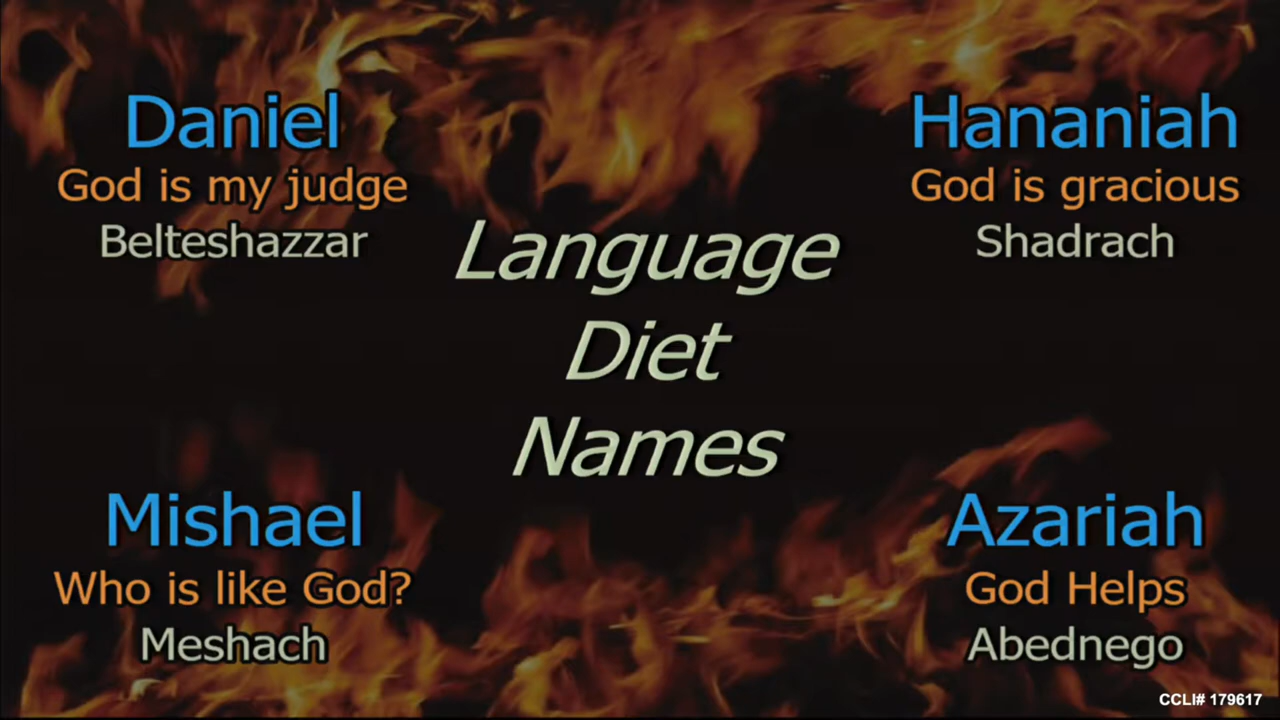 Daniel
God is my judge
Belteshazzar
Hananiah
God is gracious
Shadrach
Language
Diet
Names
Mishael
Who is like God?
Meshach
Azariah
God Helps
Abednego
CCLI# 179617